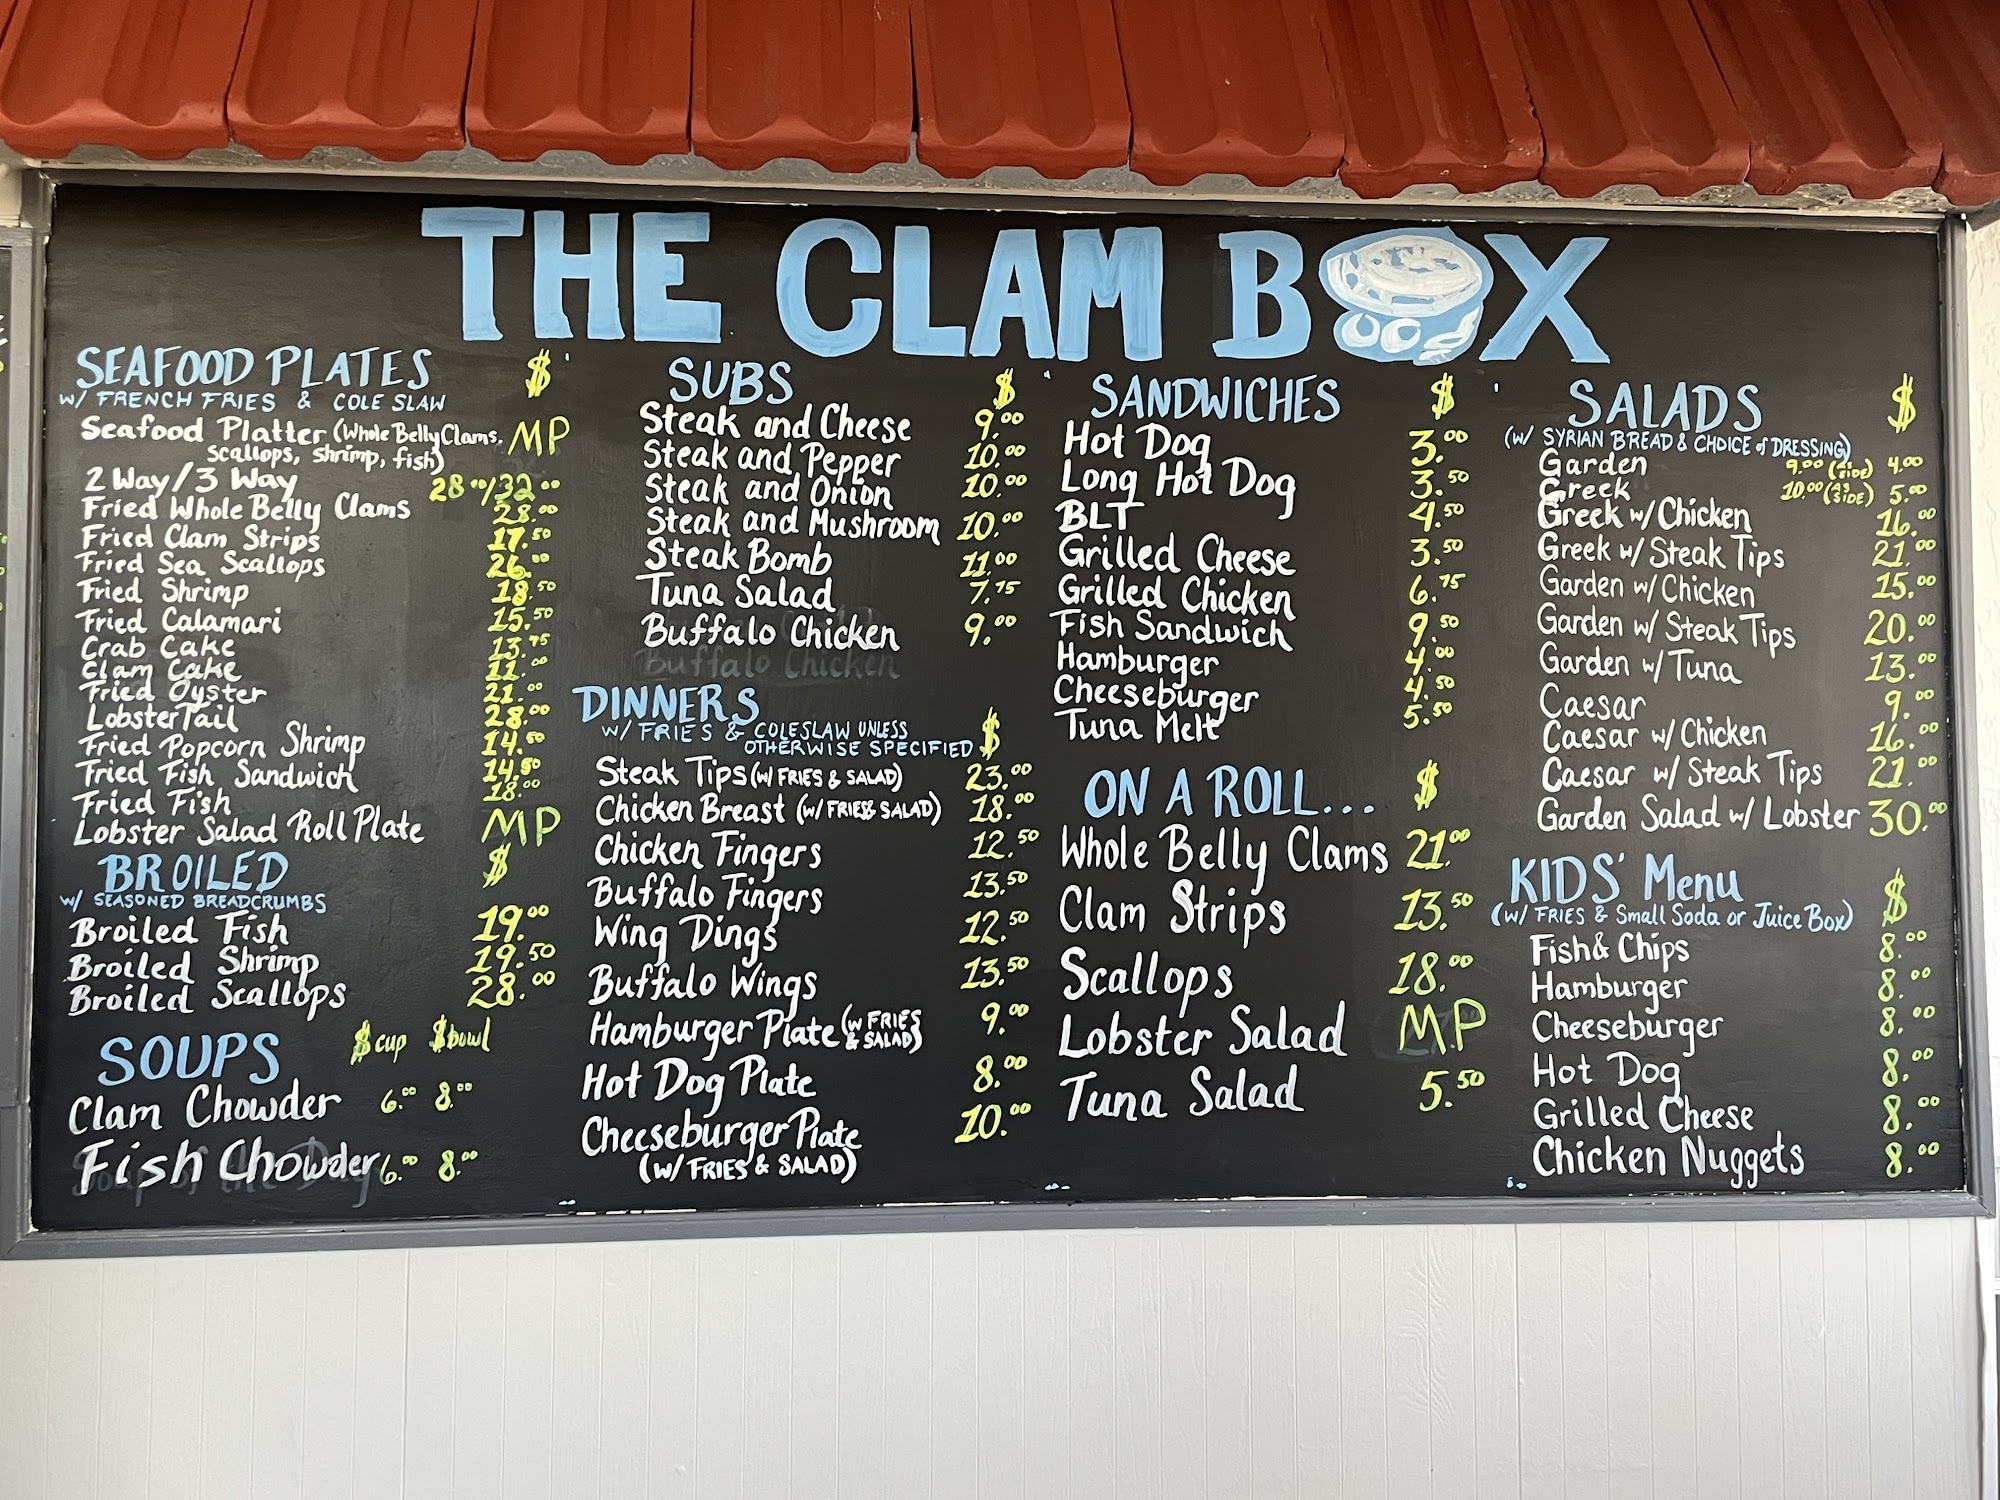 THE CLAM BOX
SEAFOOD PLATES $
w/ FRENCH FRIES & COLE SLAW
Seafood Platter (Whole Belly Clams, MP
scallops, shrimp, fish)
2 Way/3 Way 28.00/32.00
Fried Whole Belly Clams 28.00
Fried Clam Strips 17.50
Fried Sea Scallops 26.00
Fried Shrimp 18.50
Fried Calamari 15.50
Crab Cake 13.75
Clam Cake 11.00
Fried Oyster 21.00
Lobster Tail 28.00
Fried Popcorn Shrimp 14.50
Fried Fish Sandwich 14.50
Fried Fish 18.00
Lobster Salad Roll Plate MP
BROILED $
w/ SEASONED BREADCRUMBS
Broiled Fish 19.00
Broiled Shrimp 19.50
Broiled Scallops 28.00
SOUPS $cup $bowl
Clam Chowder 6.00 8.00
Fish Chowder 6.00 8.00
SUBS $
Steak and Cheese 9.00
Steak and Pepper 10.00
Steak and Onion 10.00
Steak and Mushroom 10.00
Steak Bomb 11.00
Tuna Salad 7.75
Buffalo Chicken 9.00
Buffalo Chicken
DINNERS
w/ FRIES & COLESLAW UNLESS
OTHERWISE SPECIFIED $
Steak Tips (w/ FRIES & SALAD) 23.00
Chicken Breast (w/ FRIES & SALAD) 18.00
Chicken Fingers 12.50
Buffalo Fingers 13.50
Wing Dings 12.50
Buffalo Wings 13.50
Hamburger Plate (w/ FRIES & SALAD) 9.00
Hot Dog Plate 8.00
Cheeseburger Plate 10.00
(w/ FRIES & SALAD)
SANDWICHES $
Hot Dog 3.00
Long Hot Dog 3.50
BLT 4.50
Grilled Cheese 3.50
Grilled Chicken 6.75
Fish Sandwich 9.50
Hamburger 4.00
Cheeseburger 4.50
Tuna Melt 5.50
ON A ROLL... $
Whole Belly Clams 21.00
Clam Strips 13.50
Scallops 18.00
Lobster Salad MP
Tuna Salad 5.50
SALADS $
(w/ SYRIAN BREAD & CHOICE of DRESSING)
Garden 9.00 (AS SIDE) 4.00
Greek 10.00 (AS SIDE) 5.00
Greek w/ Chicken 16.00
Greek w/ Steak Tips 21.00
Garden w/ Chicken 15.00
Garden w/ Steak Tips 20.00
Garden w/ Tuna 13.00
Caesar 9.00
Caesar w/ Chicken 16.00
Caesar w/ Steak Tips 21.00
Garden Salad w/ Lobster 30.00
KIDS' Menu $
(w/ FRIES & Small Soda or Juice Box)
Fish & Chips 8.00
Hamburger 8.00
Cheeseburger 8.00
Hot Dog 8.00
Grilled Cheese 8.00
Chicken Nuggets 8.00